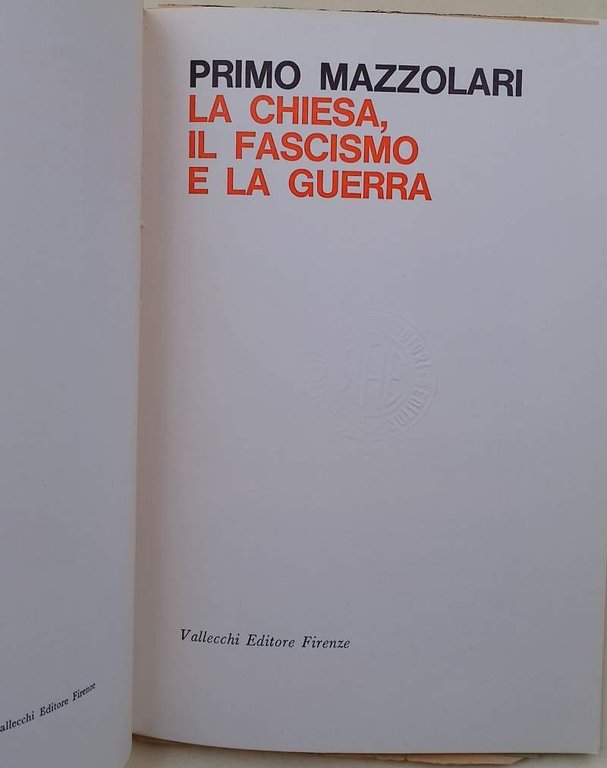 PRIMO MAZZOLARI
LA CHIESA,
IL FASCISMO
E LA GUERRA
Vallecchi Editore Firenze
allecchi Editore Firenze